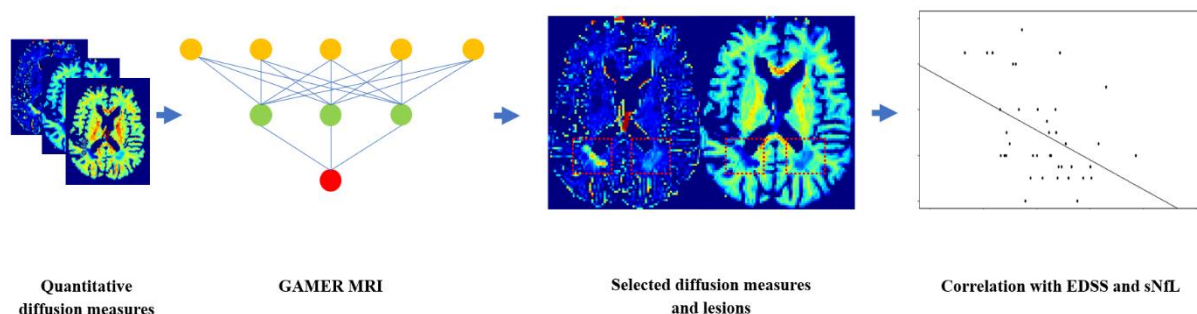 Quantitative
diffusion measures
GAMER MRI
Selected diffusion measures
and lesions
Correlation with EDSS and sNfL